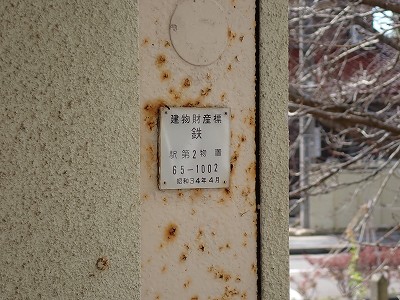 建物財産標
鉄
駅第2物置
65-1002
昭和34年4月